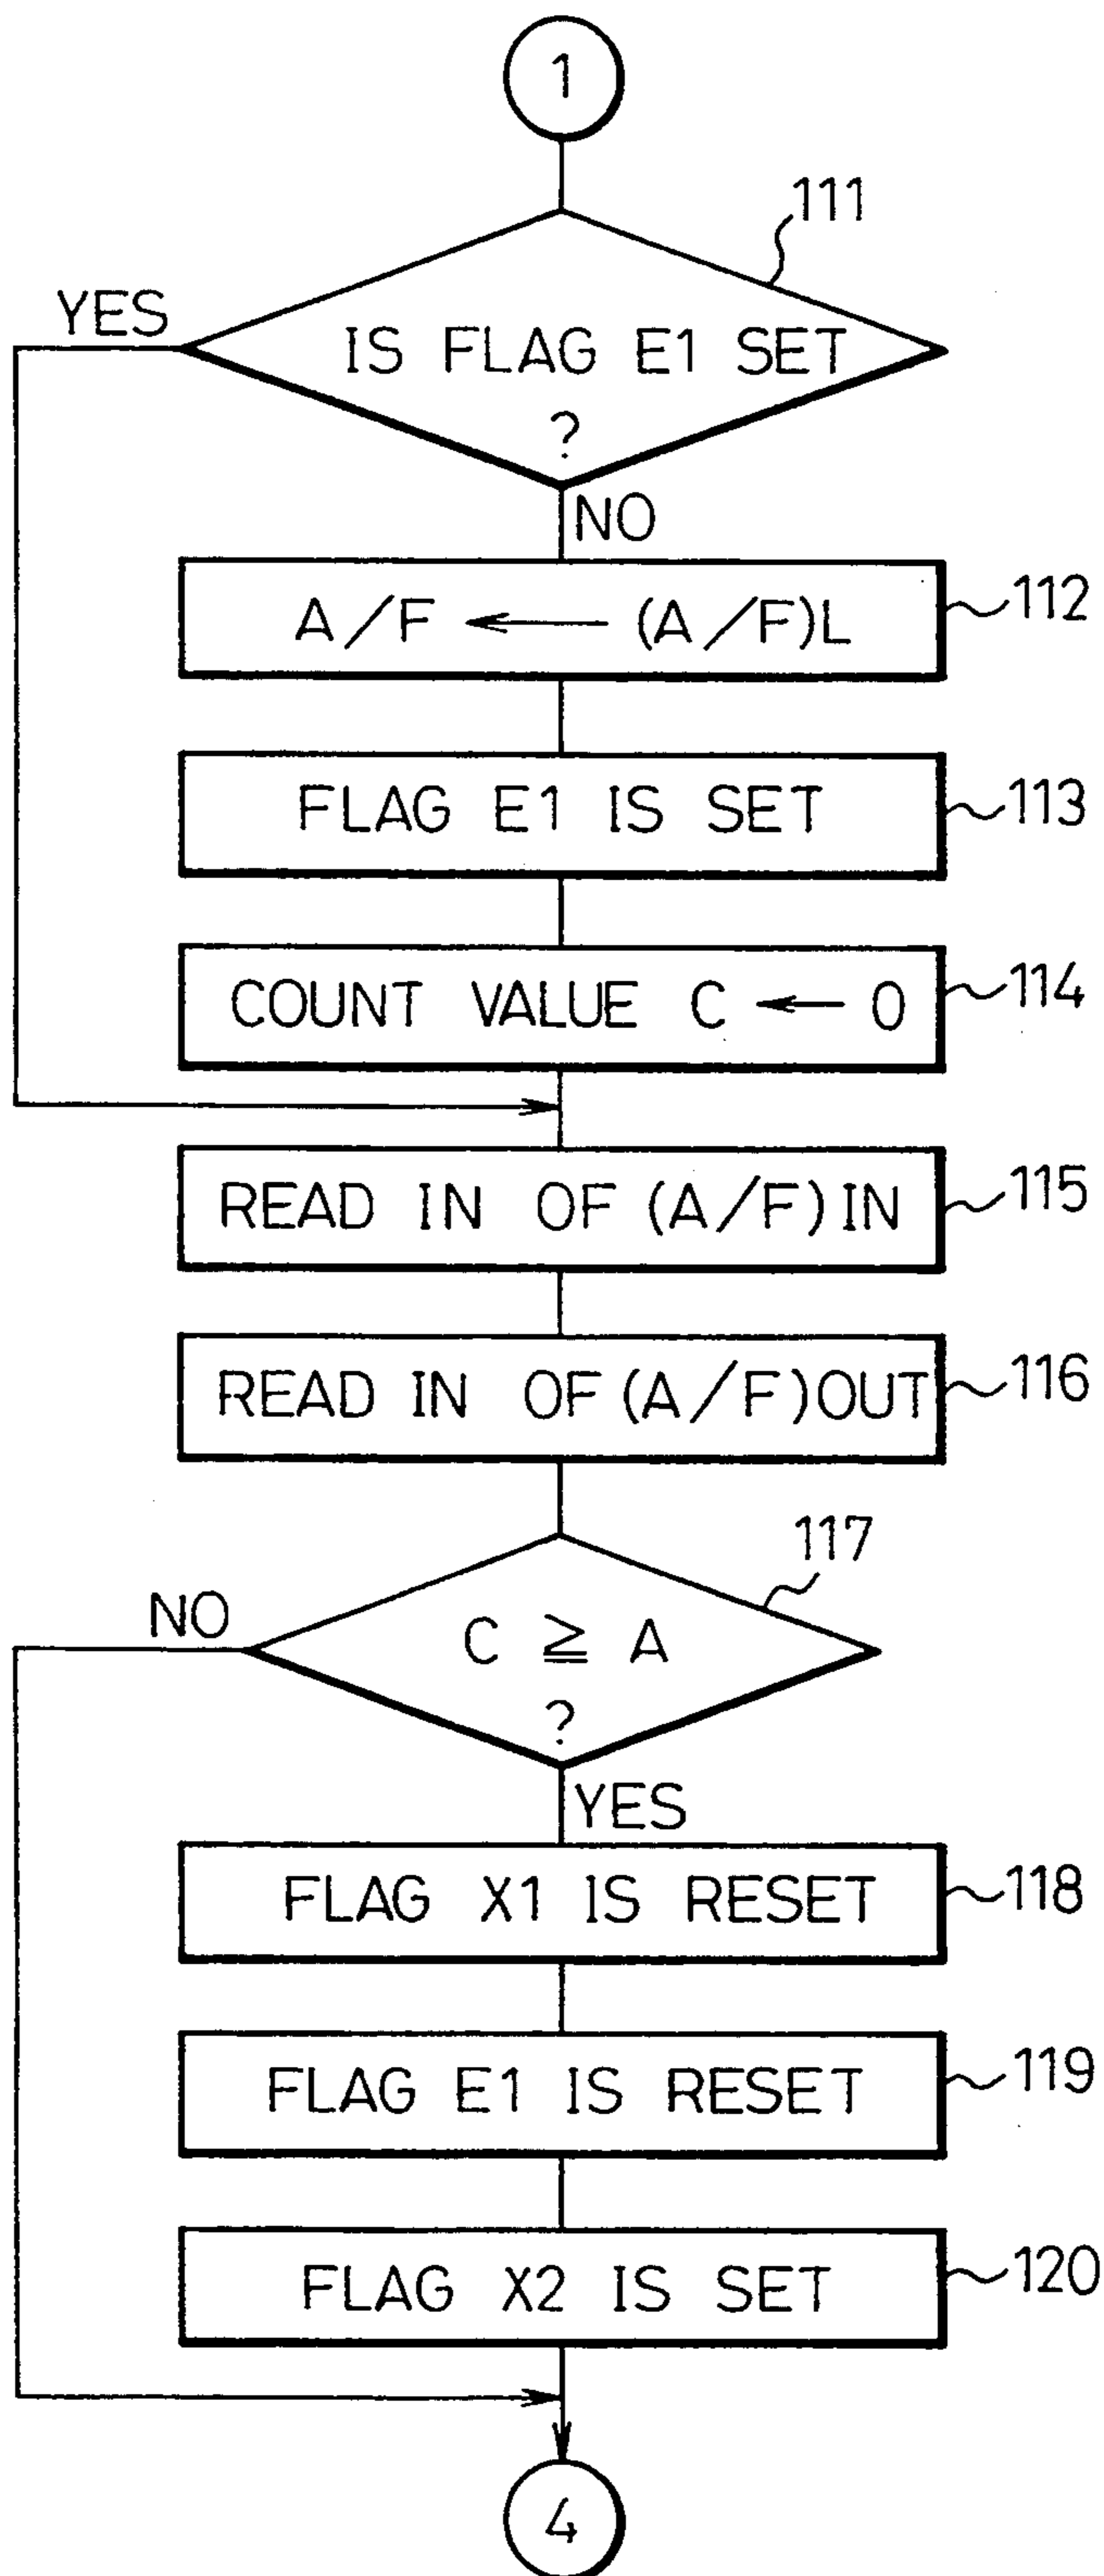 1
111
YES
IS FLAG E1 SET
?
NO
A/F ← (A/F)L
112
FLAG E1 IS SET
113
COUNT VALUE C ← 0
114
READ IN OF (A/F)IN
115
READ IN OF (A/F)OUT
116
117
NO
C ≧ A
?
YES
FLAG X1 IS RESET
118
FLAG E1 IS RESET
119
FLAG X2 IS SET
120
4